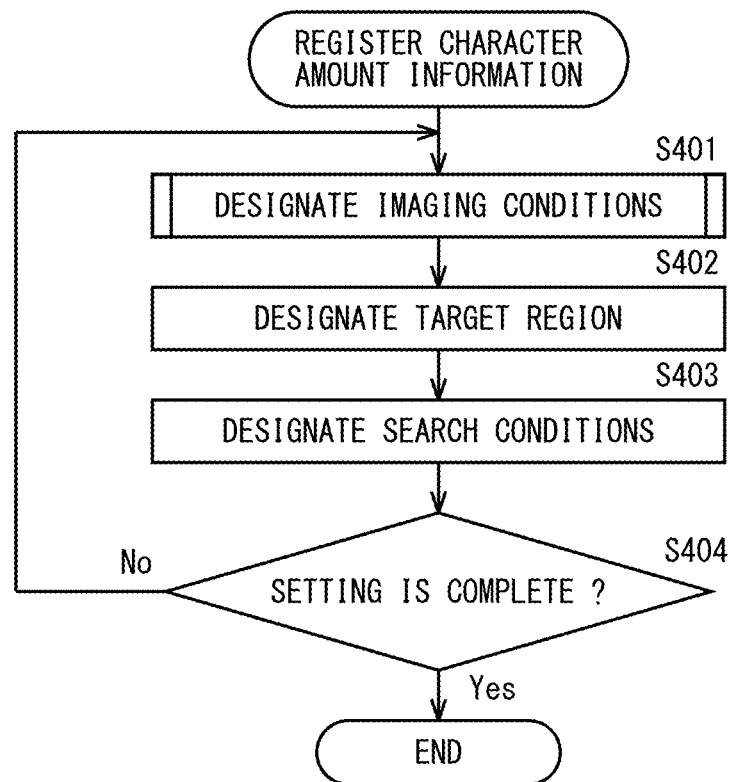 REGISTER CHARACTER
AMOUNT INFORMATION
S401
DESIGNATE IMAGING CONDITIONS
S402
DESIGNATE TARGET REGION
S403
DESIGNATE SEARCH CONDITIONS
S404
No
SETTING IS COMPLETE ?
Yes
END